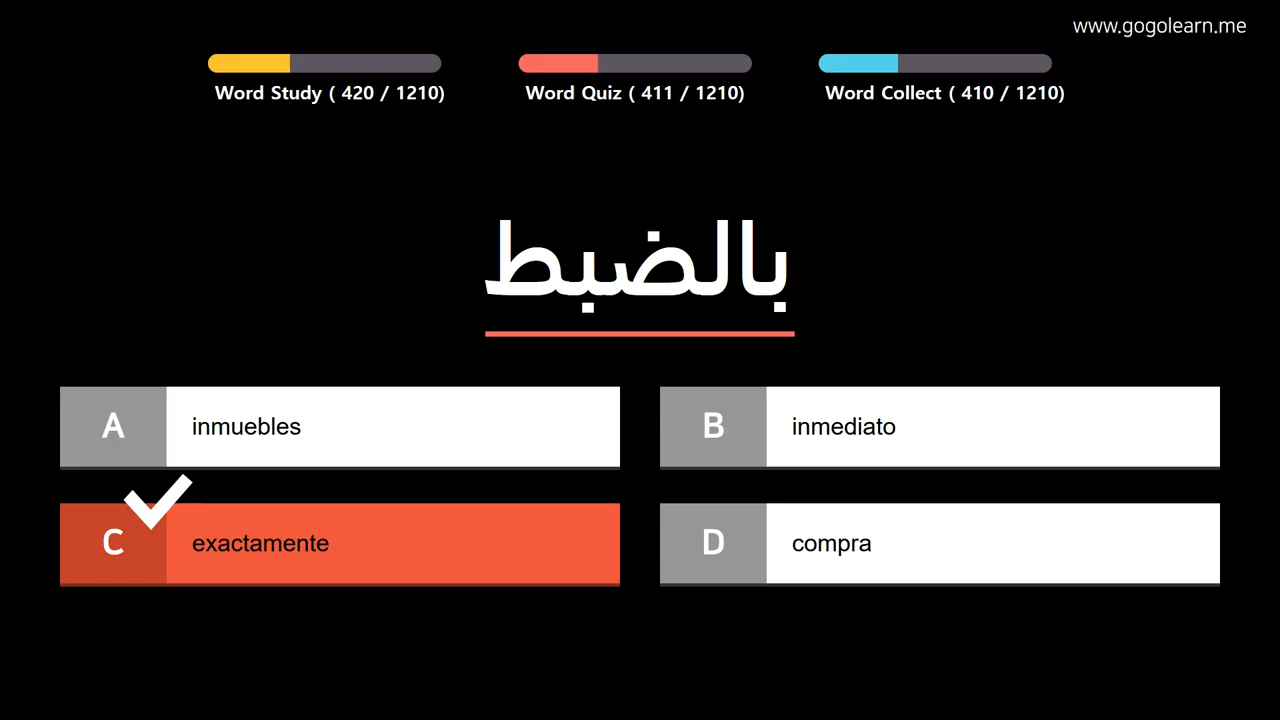 www.gogolearn.me
Word Study ( 420 / 1210)
Word Quiz ( 411 / 1210)
Word Collect ( 410 / 1210)
بالضبط
A inmuebles
B inmediato
C exactamente
D compra